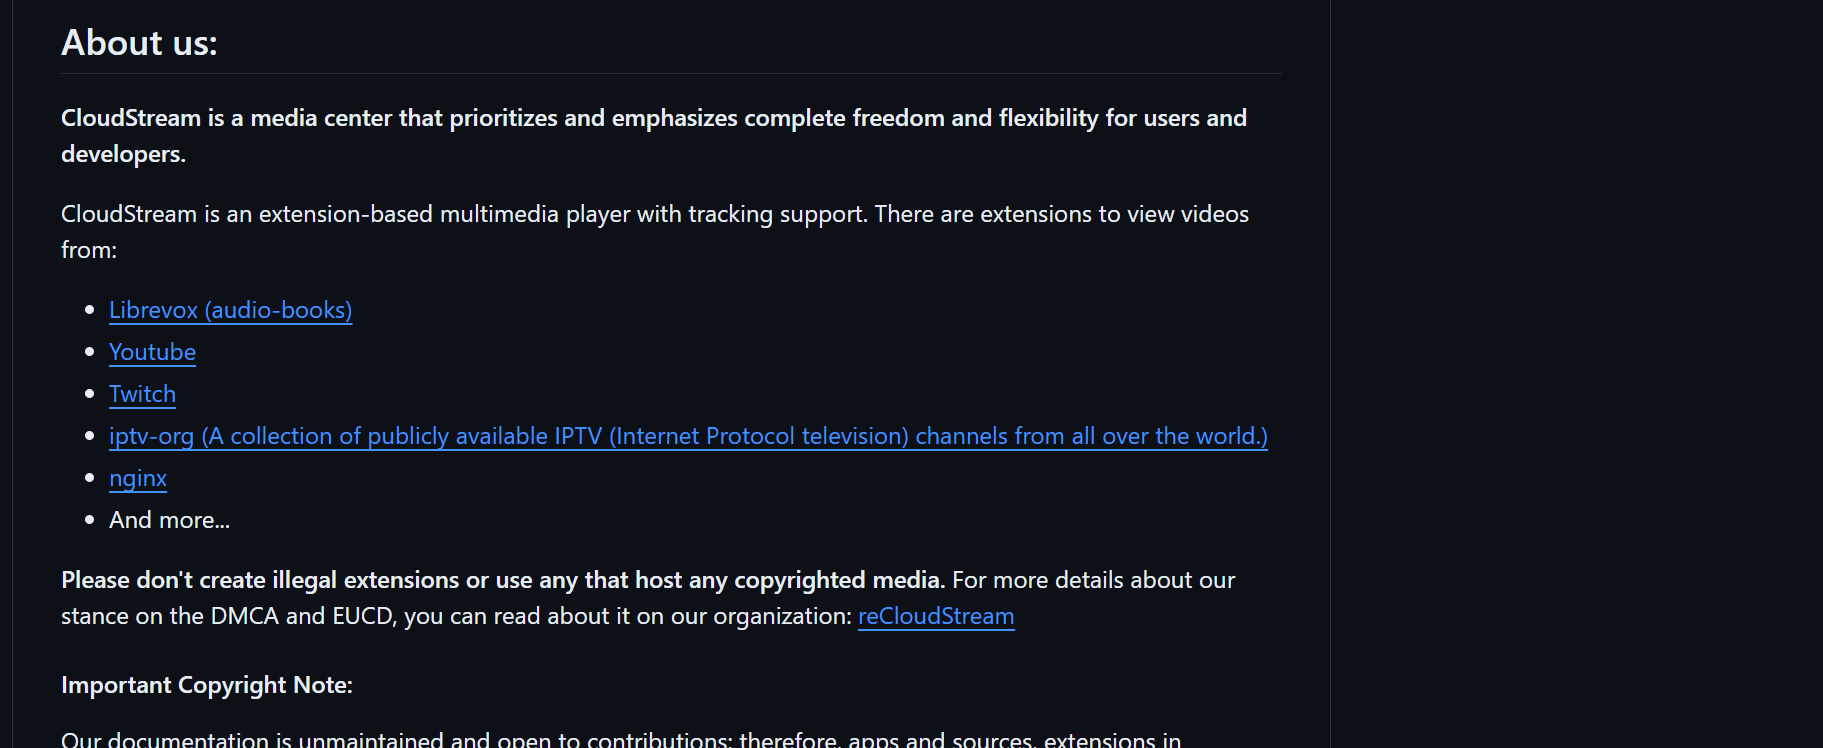 About us:
CloudStream is a media center that prioritizes and emphasizes complete freedom and flexibility for users and
developers.
CloudStream is an extension-based multimedia player with tracking support. There are extensions to view videos
from:
Librevox (audio-books)
Youtube
Twitch
iptv-org (A collection of publicly available IPTV (Internet Protocol television) channels from all over the world.)
nginx
And more...
Please don't create illegal extensions or use any that host any copyrighted media. For more details about our
stance on the DMCA and EUCD, you can read about it on our organization: reCloudStream
Important Copyright Note:
Our documentation is unmaintained and open to contributions; therefore, apps and sources, extensions in